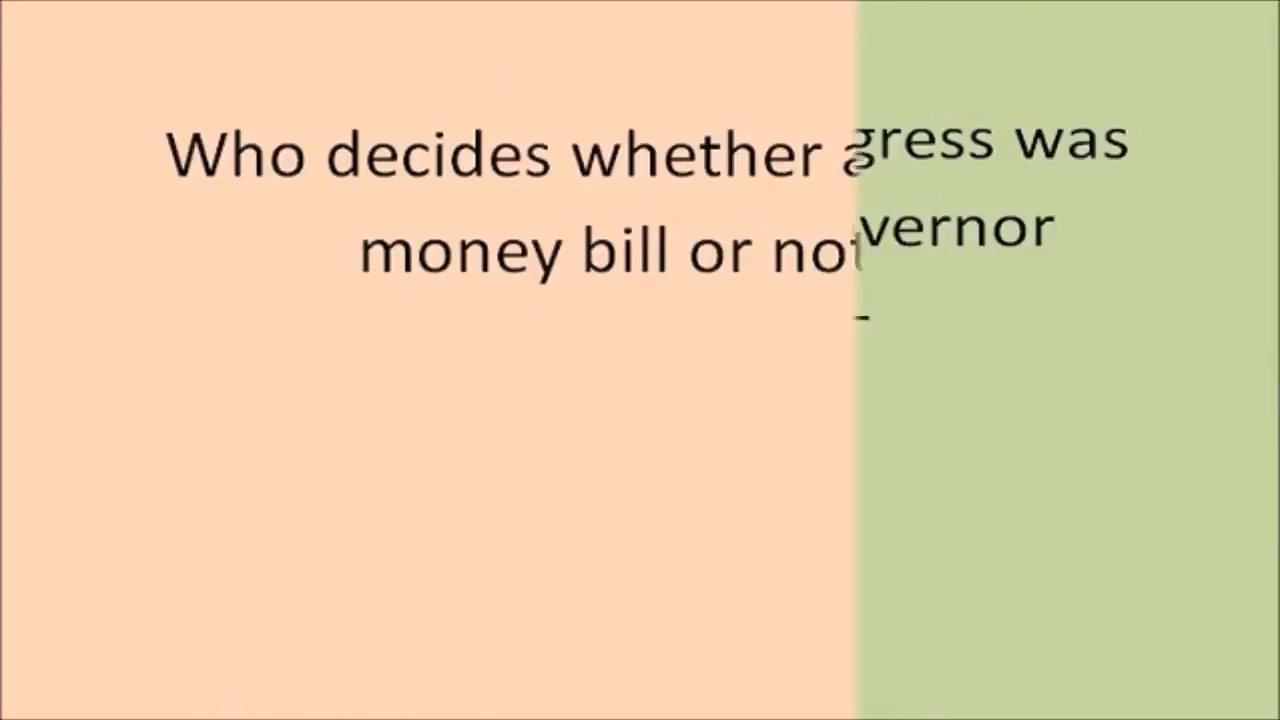 Who decides whether a
money bill or not
gress was
vernor
-